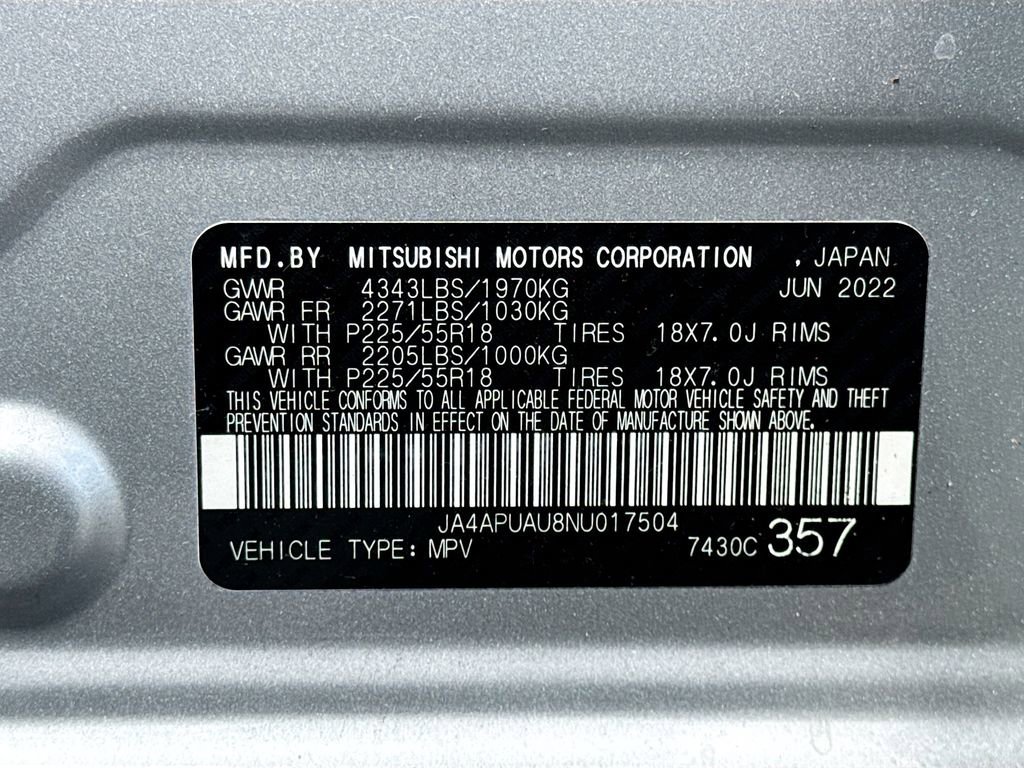 MFD.BY MITSUBISHI MOTORS CORPORATION , JAPAN
GVWR 4343LBS/1970KG JUN 2022
GAWR FR 2271LBS/1030KG
WITH P225/55R18 TIRES 18X7.0J RIMS
GAWR RR 2205LBS/1000KG
WITH P225/55R18 TIRES 18X7.0J RIMS
THIS VEHICLE CONFORMS TO ALL APPLICABLE FEDERAL MOTOR VEHICLE SAFETY AND THEFT
PREVENTION STANDARDS IN EFFECT ON THE DATE OF MANUFACTURE SHOWN ABOVE.
JA4APUAU8NU017504
VEHICLE TYPE: MPV 7430C 357